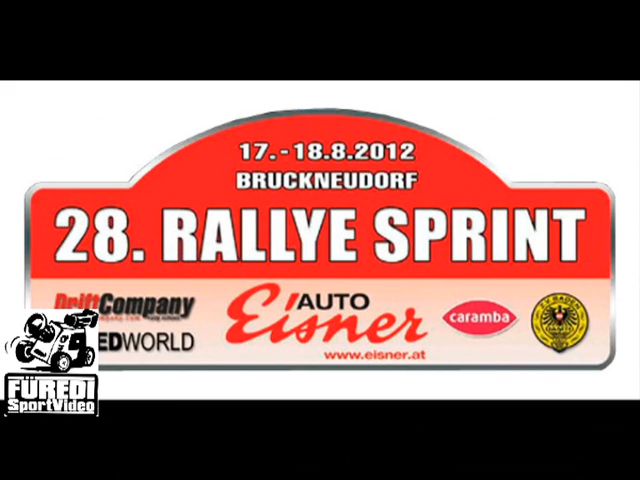 17.-18.8.2012
BRUCKNEUDORF
28. RALLYE SPRINT
DriftCompany
AUTO
Eisner
www.eisner.at
caramba
EDWORLD
FÜREDI
SportVideo